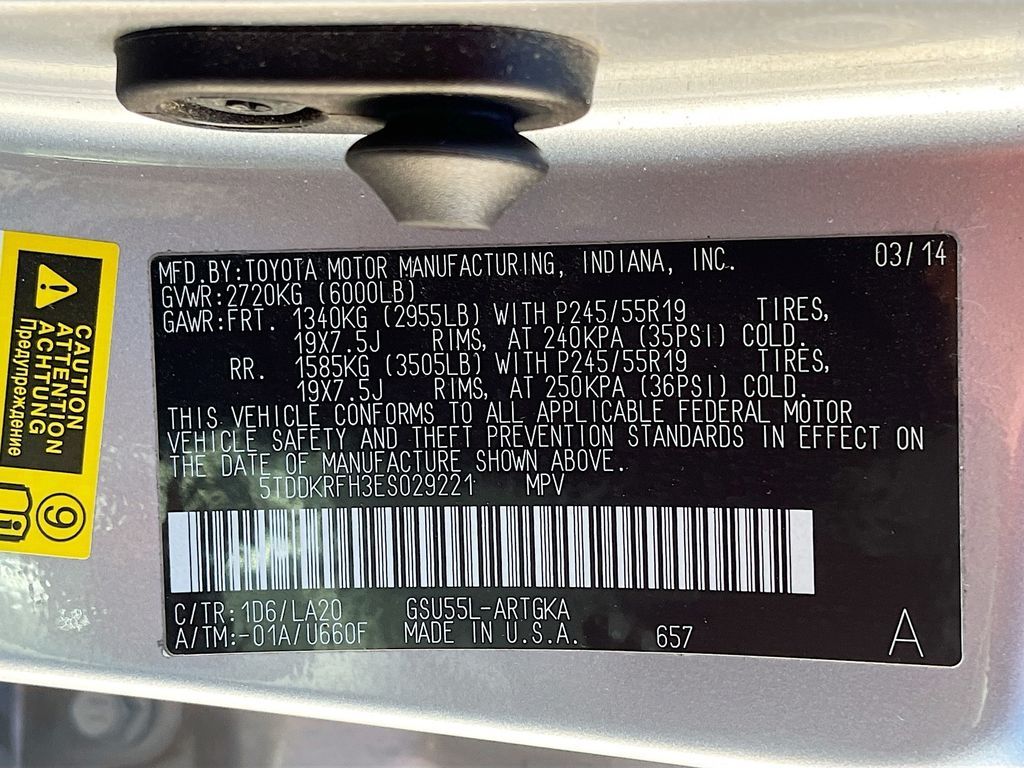 MFD.BY:TOYOTA MOTOR MANUFACTURING, INDIANA, INC. 03/14
GVWR:2720KG (6000LB)
GAWR:FRT. 1340KG (2955LB) WITH P245/55R19 TIRES,
19X7.5J RIMS, AT 240KPA (35PSI) COLD.
RR. 1585KG (3505LB) WITH P245/55R19 TIRES,
19X7.5J RIMS, AT 250KPA (36PSI) COLD.
THIS VEHICLE CONFORMS TO ALL APPLICABLE FEDERAL MOTOR
VEHICLE SAFETY AND THEFT PREVENTION STANDARDS IN EFFECT ON
THE DATE OF MANUFACTURE SHOWN ABOVE.
5TDDKRFH3ES029221 MPV
C/TR:1D6/LA20 GSU55L-ARTGKA
A/TM:-01A/U660F MADE IN U.S.A. 657 A
CAUTION
ATTENTION
ACHTUNG
Предупреждение
9